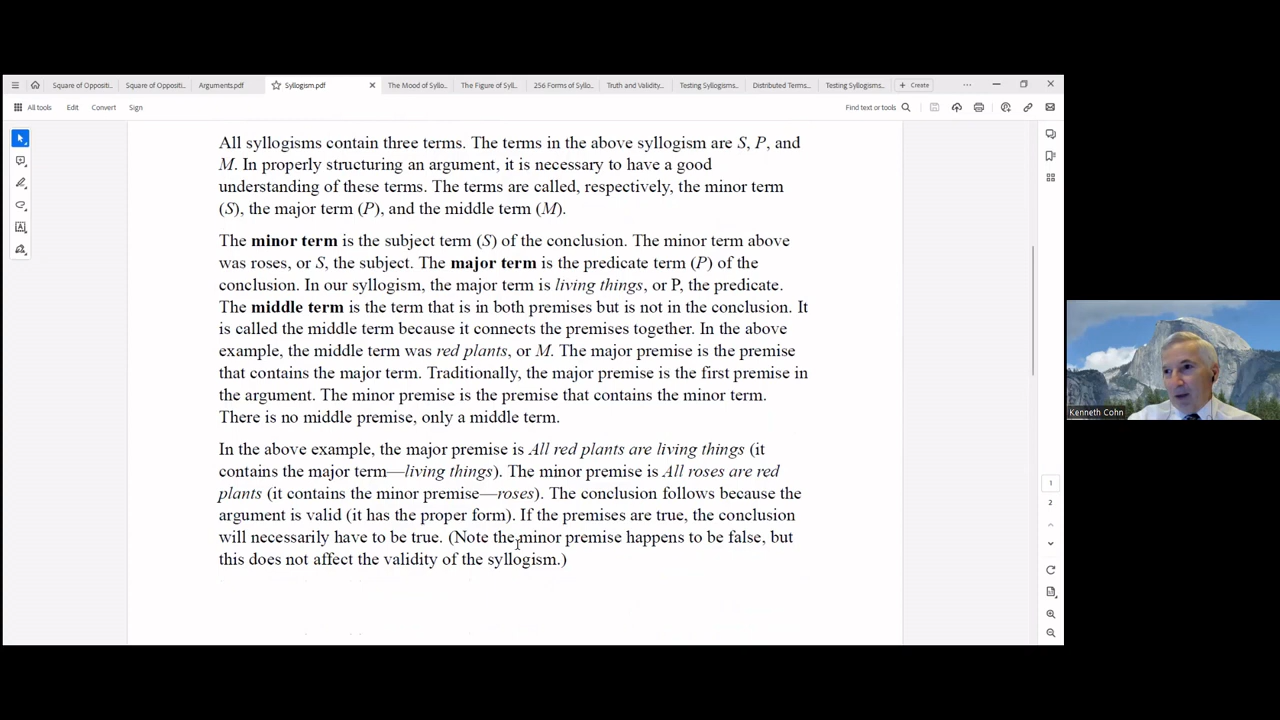 Square of Oppositi..
Square of Oppositi..
Arguments.pdf
Syllogism.pdf
The Mood of Syllo...
The Figure of Syll...
256 Forms of Syllo...
Truth and Validity...
Testing Syllogisms...
Distributed Terms...
Testing Syllogisms..
Create
All tools
Edit
Convert
Sign
Find text or tools
All syllogisms contain three terms. The terms in the above syllogism are S, P, and
M. In properly structuring an argument, it is necessary to have a good
understanding of these terms. The terms are called, respectively, the minor term
(S), the major term (P), and the middle term (M).
The minor term is the subject term (S) of the conclusion. The minor term above
was roses, or S, the subject. The major term is the predicate term (P) of the
conclusion. In our syllogism, the major term is living things, or P, the predicate.
The middle term is the term that is in both premises but is not in the conclusion. It
is called the middle term because it connects the premises together. In the above
example, the middle term was red plants, or M. The major premise is the premise
that contains the major term. Traditionally, the major premise is the first premise in
the argument. The minor premise is the premise that contains the minor term.
There is no middle premise, only a middle term.
In the above example, the major premise is All red plants are living things (it
contains the major term—living things). The minor premise is All roses are red
plants (it contains the minor premise—roses). The conclusion follows because the
argument is valid (it has the proper form). If the premises are true, the conclusion
will necessarily have to be true. (Note the minor premise happens to be false, but
this does not affect the validity of the syllogism.)
1
2
Kenneth Cohn